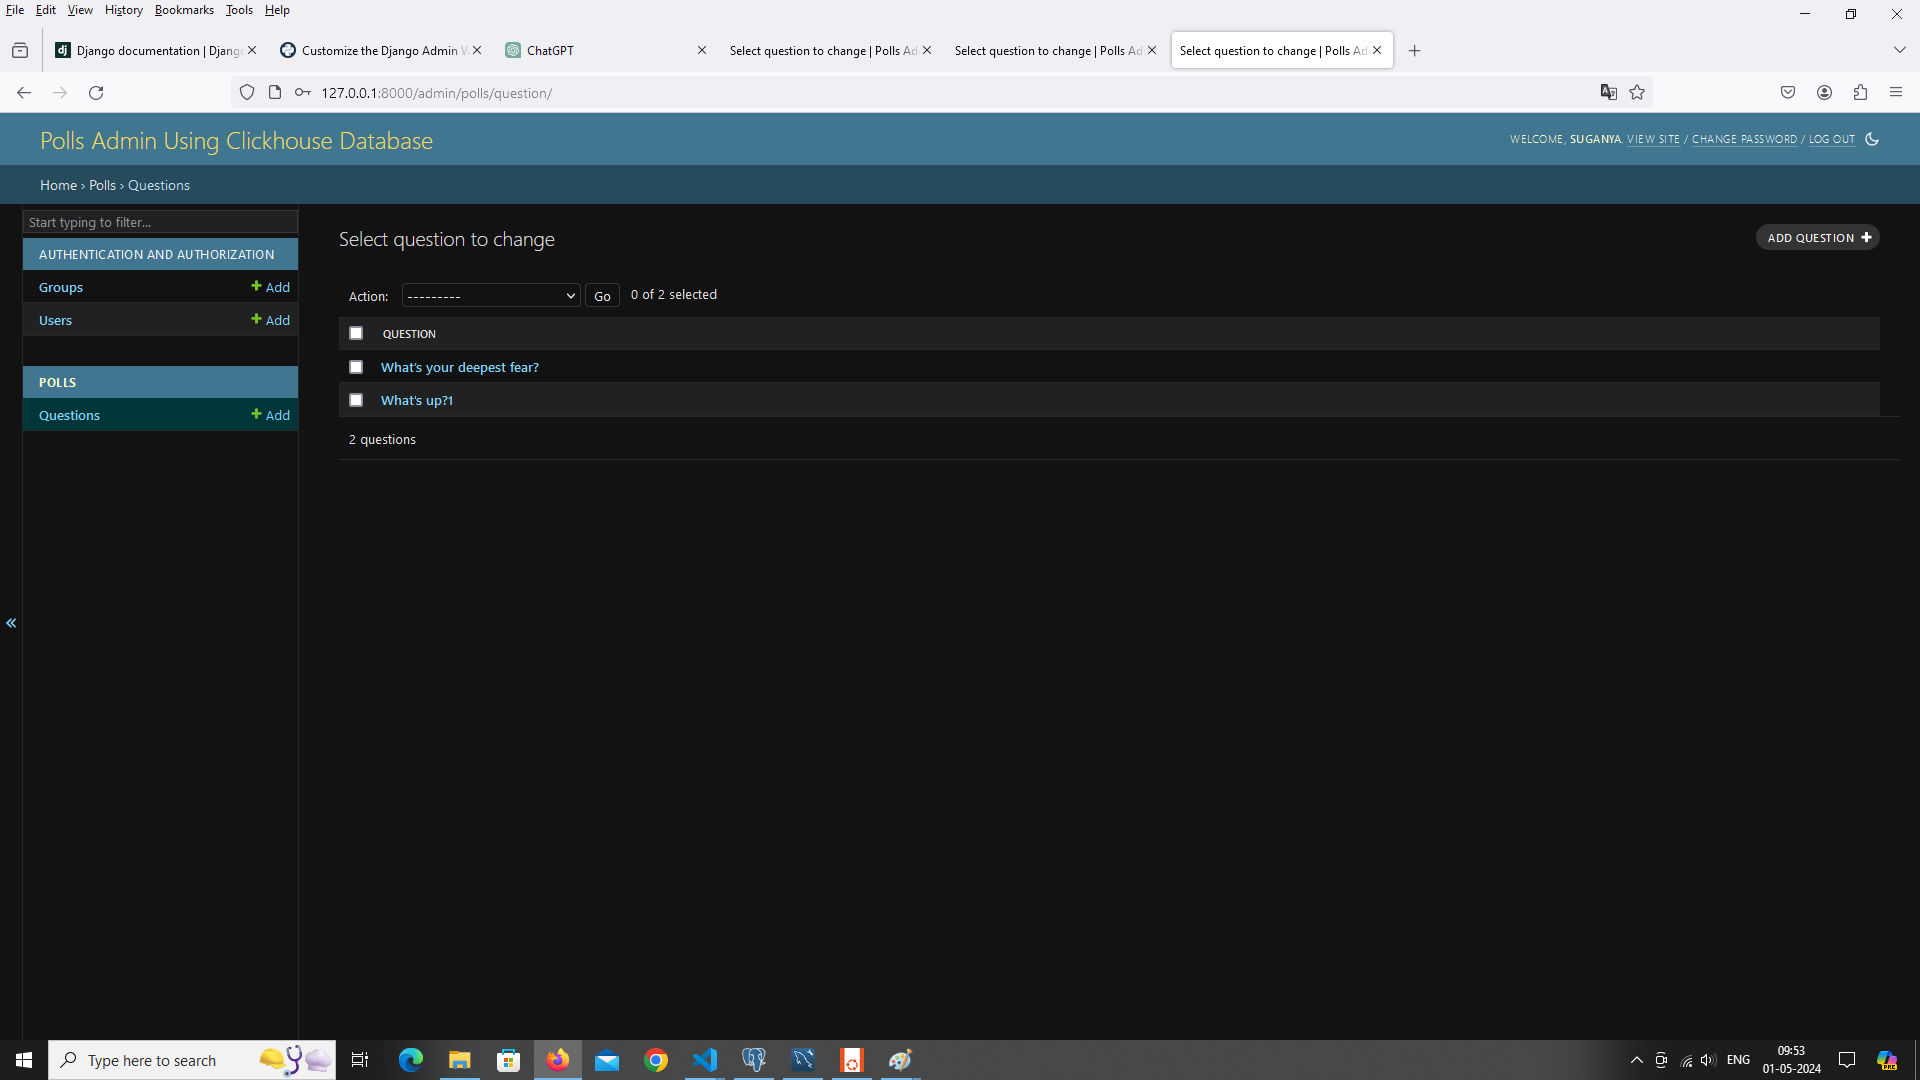 File Edit View History Bookmarks Tools Help
Django documentation | Djang
Customize the Django Admin
ChatGPT
Select question to change | Polls Ad
Select question to change | Polls Ad
Select question to change | Polls Ad
127.0.0.1:8000/admin/polls/question/
Polls Admin Using Clickhouse Database
WELCOME, SUGANYA. VIEW SITE / CHANGE PASSWORD / LOG OUT
Home › Polls › Questions
Start typing to filter...
AUTHENTICATION AND AUTHORIZATION
Groups + Add
Users + Add
POLLS
Questions + Add
Select question to change
ADD QUESTION +
Action: --------- Go 0 of 2 selected
QUESTION
What's your deepest fear?
What's up?1
2 questions
«
Type here to search
ENG
09:53
01-05-2024
PRE